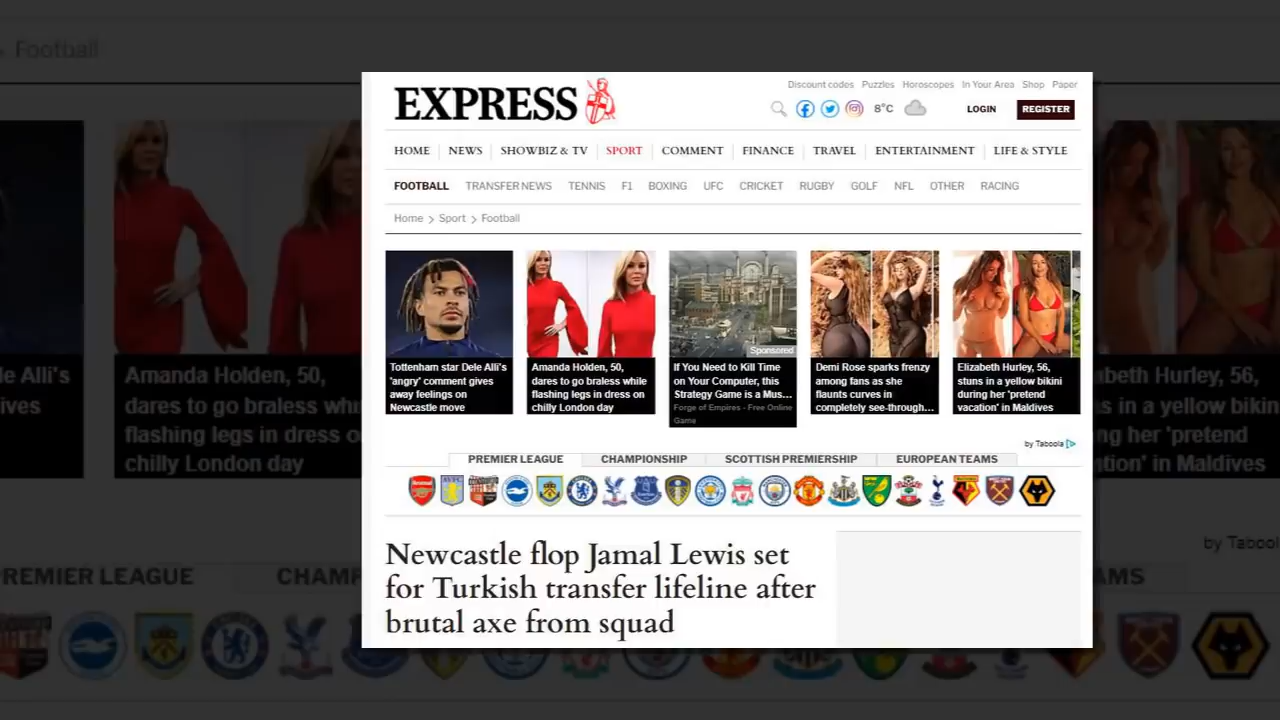 Football
EXPRESS
Discount codes Puzzles Horoscopes In Your Area Shop Paper
8°C LOGIN REGISTER
HOME NEWS SHOWBIZ & TV SPORT COMMENT FINANCE TRAVEL ENTERTAINMENT LIFE & STYLE
FOOTBALL TRANSFER NEWS TENNIS F1 BOXING UFC CRICKET RUGBY GOLF NFL OTHER RACING
Home > Sport > Football
Tottenham star Dele Alli's
'angry' comment gives
away feelings on
Newcastle move
Amanda Holden, 50,
dares to go braless while
flashing legs in dress on
chilly London day
Sponsored
If You Need to Kill Time
on Your Computer, this
Strategy Game is a Mus...
Forge of Empires - Free Online
Game
Demi Rose sparks frenzy
among fans as she
flaunts curves in
completely see-through...
Elizabeth Hurley, 56,
stuns in a yellow bikini
during her 'pretend
vacation' in Maldives
by Taboola
PREMIER LEAGUE CHAMPIONSHIP SCOTTISH PREMIERSHIP EUROPEAN TEAMS
Newcastle flop Jamal Lewis set
for Turkish transfer lifeline after
brutal axe from squad
le Alli's
ives
Amanda Holden, 50,
dares to go braless whi
flashing legs in dress o
chilly London day
abeth Hurley, 56,
s in a yellow bikini
ng her 'pretend
tion' in Maldives
by Tabool
REMIER LEAGUE CHAMP
AMS